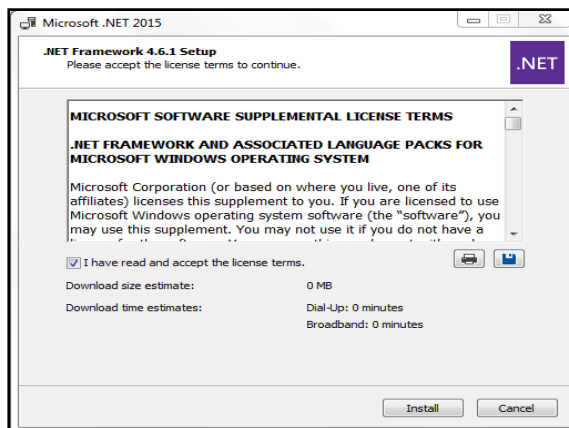 Microsoft .NET 2015
.NET Framework 4.6.1 Setup
Please accept the license terms to continue.
.NET
MICROSOFT SOFTWARE SUPPLEMENTAL LICENSE TERMS
.NET FRAMEWORK AND ASSOCIATED LANGUAGE PACKS FOR
MICROSOFT WINDOWS OPERATING SYSTEM
Microsoft Corporation (or based on where you live, one of its
affiliates) licenses this supplement to you. If you are licensed to use
Microsoft Windows operating system software (the “software”), you
may use this supplement. You may not use it if you do not have a
I have read and accept the license terms.
Download size estimate: 0 MB
Download time estimates: Dial-Up: 0 minutes
Broadband: 0 minutes
Install Cancel